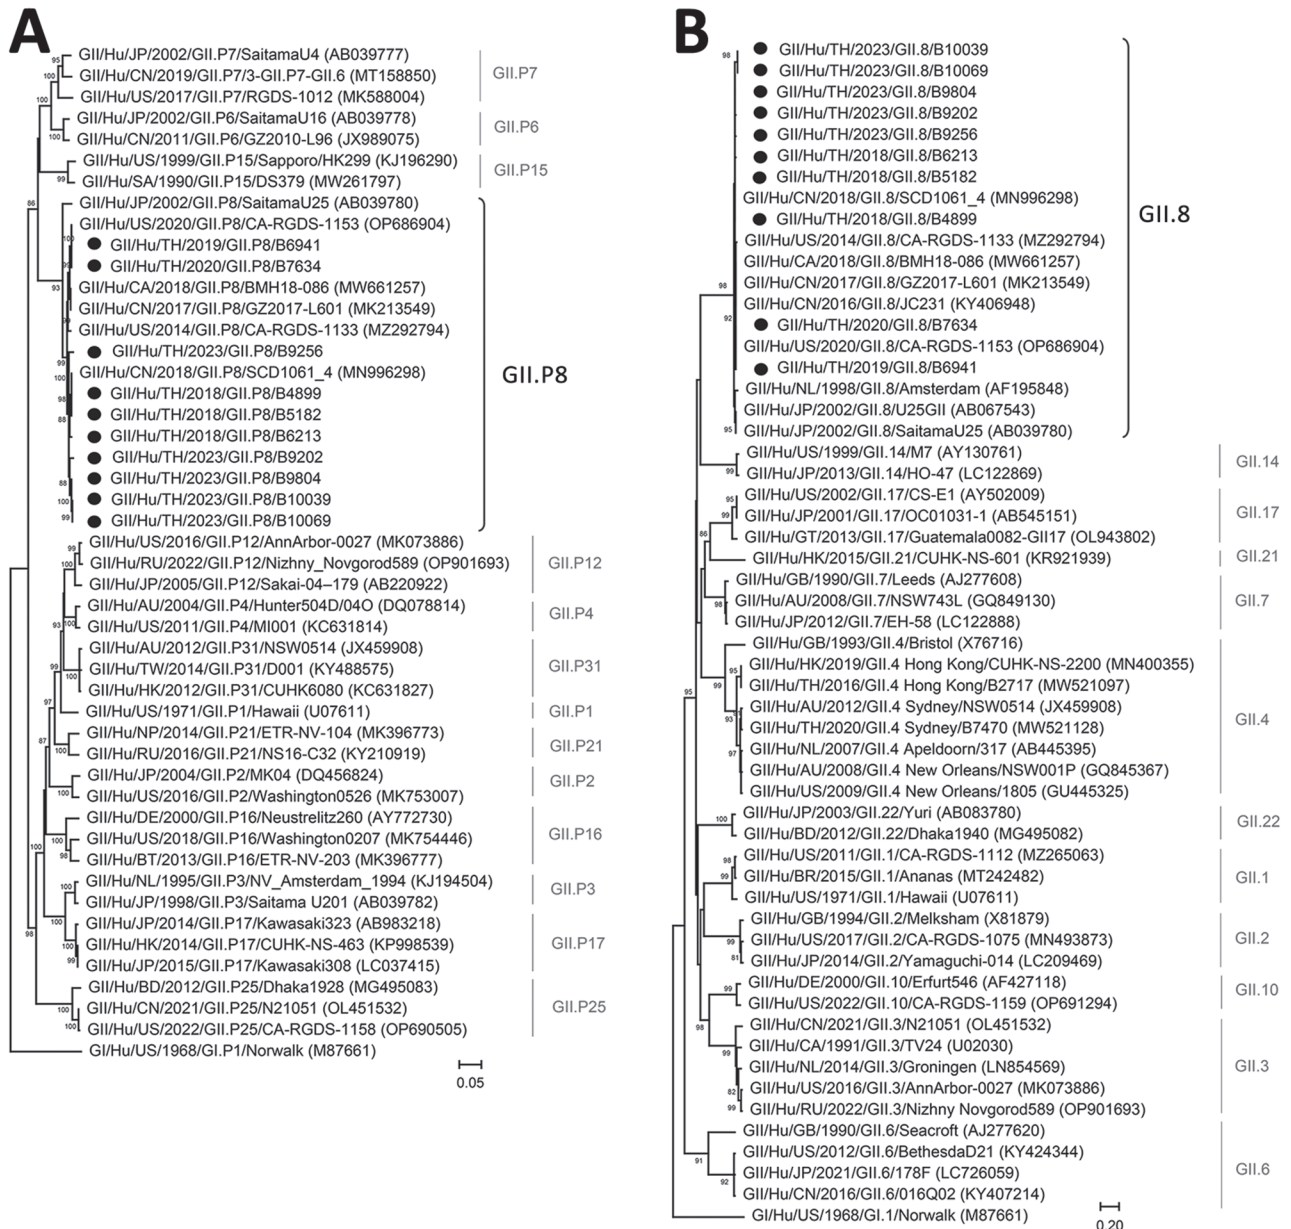 A
GII/Hu/JP/2002/GII.P7/SaitamaU4 (AB039777)
GII/Hu/CN/2019/GII.P7/3-GII.P7-GII.6 (MT158850)
GII/Hu/US/2017/GII.P7/RGDS-1012 (MK588004)
GII.P7
GII/Hu/JP/2002/GII.P6/SaitamaU16 (AB039778)
GII/Hu/CN/2011/GII.P6/GZ2010-L96 (JX989075)
GII.P6
GII/Hu/US/1999/GII.P15/Sapporo/HK299 (KJ196290)
GII/Hu/SA/1990/GII.P15/DS379 (MW261797)
GII.P15
GII/Hu/JP/2002/GII.P8/SaitamaU25 (AB039780)
GII/Hu/US/2020/GII.P8/CA-RGDS-1153 (OP686904)
GII/Hu/TH/2019/GII.P8/B6941
GII/Hu/TH/2020/GII.P8/B7634
GII/Hu/CA/2018/GII.P8/BMH18-086 (MW661257)
GII/Hu/CN/2017/GII.P8/GZ2017-L601 (MK213549)
GII/Hu/US/2014/GII.P8/CA-RGDS-1133 (MZ292794)
GII/Hu/TH/2023/GII.P8/B9256
GII/Hu/CN/2018/GII.P8/SCD1061_4 (MN996298)
GII/Hu/TH/2018/GII.P8/B4899
GII/Hu/TH/2018/GII.P8/B5182
GII/Hu/TH/2018/GII.P8/B6213
GII/Hu/TH/2023/GII.P8/B9202
GII/Hu/TH/2023/GII.P8/B9804
GII/Hu/TH/2023/GII.P8/B10039
GII/Hu/TH/2023/GII.P8/B10069
GII.P8
GII/Hu/US/2016/GII.P12/AnnArbor-0027 (MK073886)
GII/Hu/RU/2022/GII.P12/Nizhny_Novgorod589 (OP901693)
GII/Hu/JP/2005/GII.P12/Sakai-04–179 (AB220922)
GII.P12
GII/Hu/AU/2004/GII.P4/Hunter504D/04O (DQ078814)
GII/Hu/US/2011/GII.P4/MI001 (KC631814)
GII.P4
GII/Hu/AU/2012/GII.P31/NSW0514 (JX459908)
GII/Hu/TW/2014/GII.P31/D001 (KY488575)
GII/Hu/HK/2012/GII.P31/CUHK6080 (KC631827)
GII.P31
GII/Hu/US/1971/GII.P1/Hawaii (U07611)
GII.P1
GII/Hu/NP/2014/GII.P21/ETR-NV-104 (MK396773)
GII/Hu/RU/2016/GII.P21/NS16-C32 (KY210919)
GII.P21
GII/Hu/JP/2004/GII.P2/MK04 (DQ456824)
GII/Hu/US/2016/GII.P2/Washington0526 (MK753007)
GII.P2
GII/Hu/DE/2000/GII.P16/Neustrelitz260 (AY772730)
GII/Hu/US/2018/GII.P16/Washington0207 (MK754446)
GII/Hu/BT/2013/GII.P16/ETR-NV-203 (MK396777)
GII.P16
GII/Hu/NL/1995/GII.P3/NV_Amsterdam_1994 (KJ194504)
GII/Hu/JP/1998/GII.P3/Saitama U201 (AB039782)
GII.P3
GII/Hu/JP/2014/GII.P17/Kawasaki323 (AB983218)
GII/Hu/HK/2014/GII.P17/CUHK-NS-463 (KP998539)
GII/Hu/JP/2015/GII.P17/Kawasaki308 (LC037415)
GII.P17
GII/Hu/BD/2012/GII.P25/Dhaka1928 (MG495083)
GII/Hu/CN/2021/GII.P25/N21051 (OL451532)
GII/Hu/US/2022/GII.P25/CA-RGDS-1158 (OP690505)
GII.P25
GI/Hu/US/1968/GI.P1/Norwalk (M87661)
0.05
B
GII/Hu/TH/2023/GII.8/B10039
GII/Hu/TH/2023/GII.8/B10069
GII/Hu/TH/2023/GII.8/B9804
GII/Hu/TH/2023/GII.8/B9202
GII/Hu/TH/2023/GII.8/B9256
GII/Hu/TH/2018/GII.8/B6213
GII/Hu/TH/2018/GII.8/B5182
GII/Hu/CN/2018/GII.8/SCD1061_4 (MN996298)
GII/Hu/TH/2018/GII.8/B4899
GII/Hu/US/2014/GII.8/CA-RGDS-1133 (MZ292794)
GII/Hu/CA/2018/GII.8/BMH18-086 (MW661257)
GII/Hu/CN/2017/GII.8/GZ2017-L601 (MK213549)
GII/Hu/CN/2016/GII.8/JC231 (KY406948)
GII/Hu/TH/2020/GII.8/B7634
GII/Hu/US/2020/GII.8/CA-RGDS-1153 (OP686904)
GII/Hu/TH/2019/GII.8/B6941
GII/Hu/NL/1998/GII.8/Amsterdam (AF195848)
GII/Hu/JP/2002/GII.8/U25GII (AB067543)
GII/Hu/JP/2002/GII.8/SaitamaU25 (AB039780)
GII.8
GII/Hu/US/1999/GII.14/M7 (AY130761)
GII/Hu/JP/2013/GII.14/HO-47 (LC122869)
GII.14
GII/Hu/US/2002/GII.17/CS-E1 (AY502009)
GII/Hu/JP/2001/GII.17/OC01031-1 (AB545151)
GII/Hu/GT/2013/GII.17/Guatemala0082-GII17 (OL943802)
GII.17
GII/Hu/HK/2015/GII.21/CUHK-NS-601 (KR921939)
GII.21
GII/Hu/GB/1990/GII.7/Leeds (AJ277608)
GII/Hu/AU/2008/GII.7/NSW743L (GQ849130)
GII/Hu/JP/2012/GII.7/EH-58 (LC122888)
GII.7
GII/Hu/GB/1993/GII.4/Bristol (X76716)
GII/Hu/HK/2019/GII.4 Hong Kong/CUHK-NS-2200 (MN400355)
GII/Hu/TH/2016/GII.4 Hong Kong/B2717 (MW521097)
GII/Hu/AU/2012/GII.4 Sydney/NSW0514 (JX459908)
GII/Hu/TH/2020/GII.4 Sydney/B7470 (MW521128)
GII/Hu/NL/2007/GII.4 Apeldoorn/317 (AB445395)
GII/Hu/AU/2008/GII.4 New Orleans/NSW001P (GQ845367)
GII/Hu/US/2009/GII.4 New Orleans/1805 (GU445325)
GII.4
GII/Hu/JP/2003/GII.22/Yuri (AB083780)
GII/Hu/BD/2012/GII.22/Dhaka1940 (MG495082)
GII.22
GII/Hu/US/2011/GII.1/CA-RGDS-1112 (MZ265063)
GII/Hu/BR/2015/GII.1/Ananas (MT242482)
GII/Hu/US/1971/GII.1/Hawaii (U07611)
GII.1
GII/Hu/GB/1994/GII.2/Melksham (X81879)
GII/Hu/US/2017/GII.2/CA-RGDS-1075 (MN493873)
GII/Hu/JP/2014/GII.2/Yamaguchi-014 (LC209469)
GII.2
GII/Hu/DE/2000/GII.10/Erfurt546 (AF427118)
GII/Hu/US/2022/GII.10/CA-RGDS-1159 (OP691294)
GII.10
GII/Hu/CN/2021/GII.3/N21051 (OL451532)
GII/Hu/CA/1991/GII.3/TV24 (U02030)
GII/Hu/NL/2014/GII.3/Groningen (LN854569)
GII/Hu/US/2016/GII.3/AnnArbor-0027 (MK073886)
GII/Hu/RU/2022/GII.3/Nizhny Novgorod589 (OP901693)
GII.3
GII/Hu/GB/1990/GII.6/Seacroft (AJ277620)
GII/Hu/US/2012/GII.6/BethesdaD21 (KY424344)
GII/Hu/JP/2021/GII.6/178F (LC726059)
GII/Hu/CN/2016/GII.6/016Q02 (KY407214)
GII.6
GI/Hu/US/1968/GI.1/Norwalk (M87661)
0.20